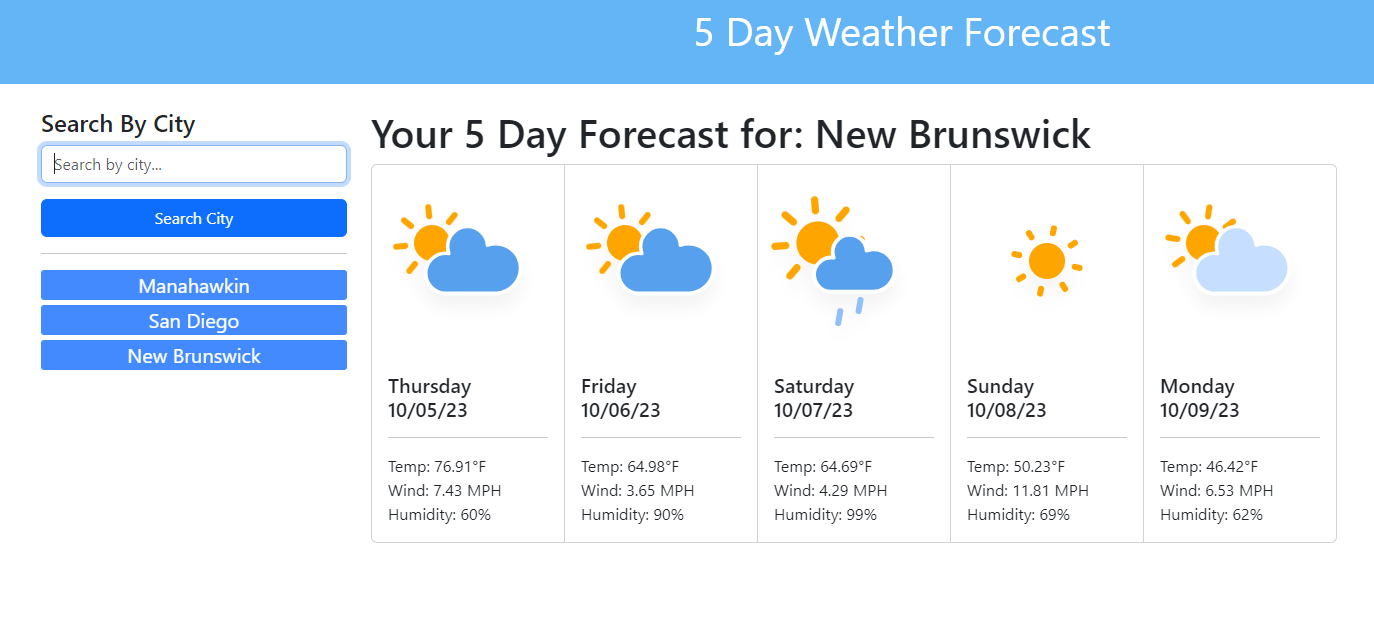 5 Day Weather Forecast
Search By City
Search by city...
Search City
Manahawkin
San Diego
New Brunswick
Your 5 Day Forecast for: New Brunswick
Thursday
10/05/23
Temp: 76.91°F
Wind: 7.43 MPH
Humidity: 60%
Friday
10/06/23
Temp: 64.98°F
Wind: 3.65 MPH
Humidity: 90%
Saturday
10/07/23
Temp: 64.69°F
Wind: 4.29 MPH
Humidity: 99%
Sunday
10/08/23
Temp: 50.23°F
Wind: 11.81 MPH
Humidity: 69%
Monday
10/09/23
Temp: 46.42°F
Wind: 6.53 MPH
Humidity: 62%